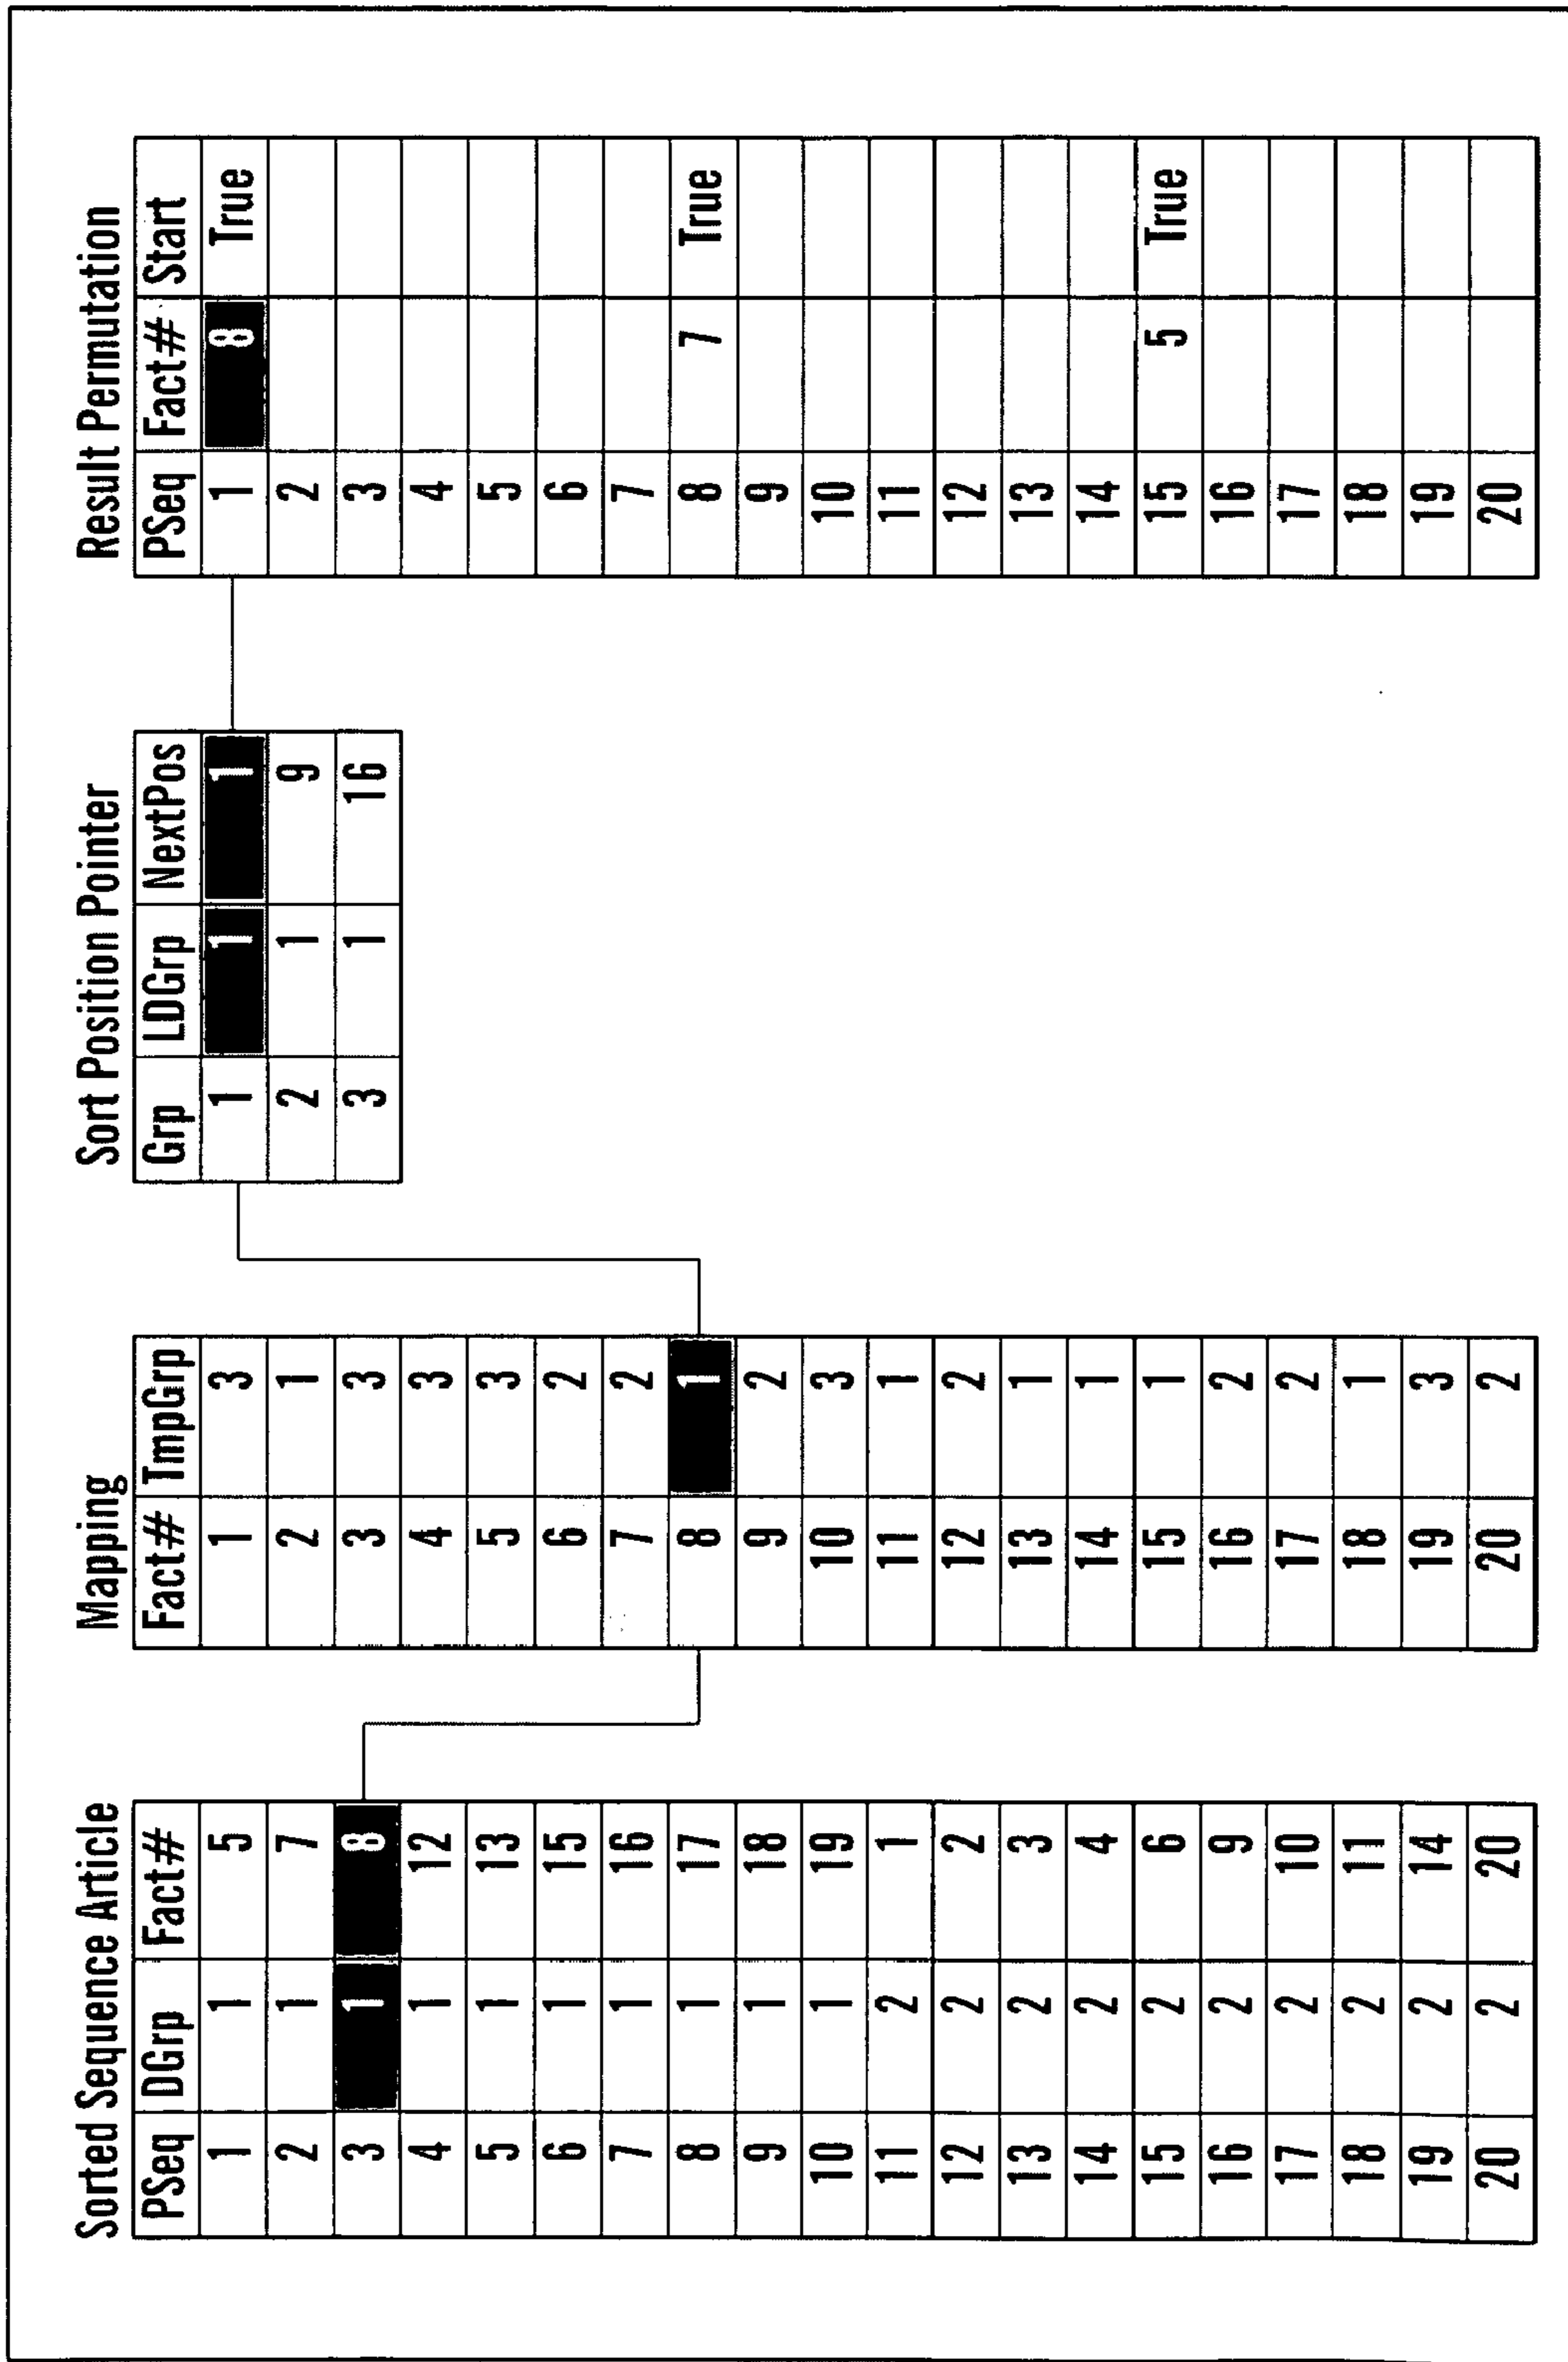 Sorted Sequence Article
PSeq DGrp Fact#
1 1 5
2 1 7
3 1 8
4 1 12
5 1 13
6 1 15
7 1 16
8 1 17
9 1 18
10 1 19
11 2 1
12 2 2
13 2 3
14 2 4
15 2 6
16 2 9
17 2 10
18 2 11
19 2 14
20 2 20
Mapping
Fact# TmpGrp
1 3
2 1
3 3
4 3
5 3
6 2
7 2
8 1
9 2
10 3
11 1
12 2
13 1
14 1
15 1
16 2
17 2
18 1
19 3
20 2
Sort Position Pointer
Grp LDGrp NextPos
1 1 1
2 1 9
3 1 16
Result Permutation
PSeq Fact# Start
1 8 True
2
3
4
5
6
7
8 7 True
9
10
11
12
13
14
15 5 True
16
17
18
19
20